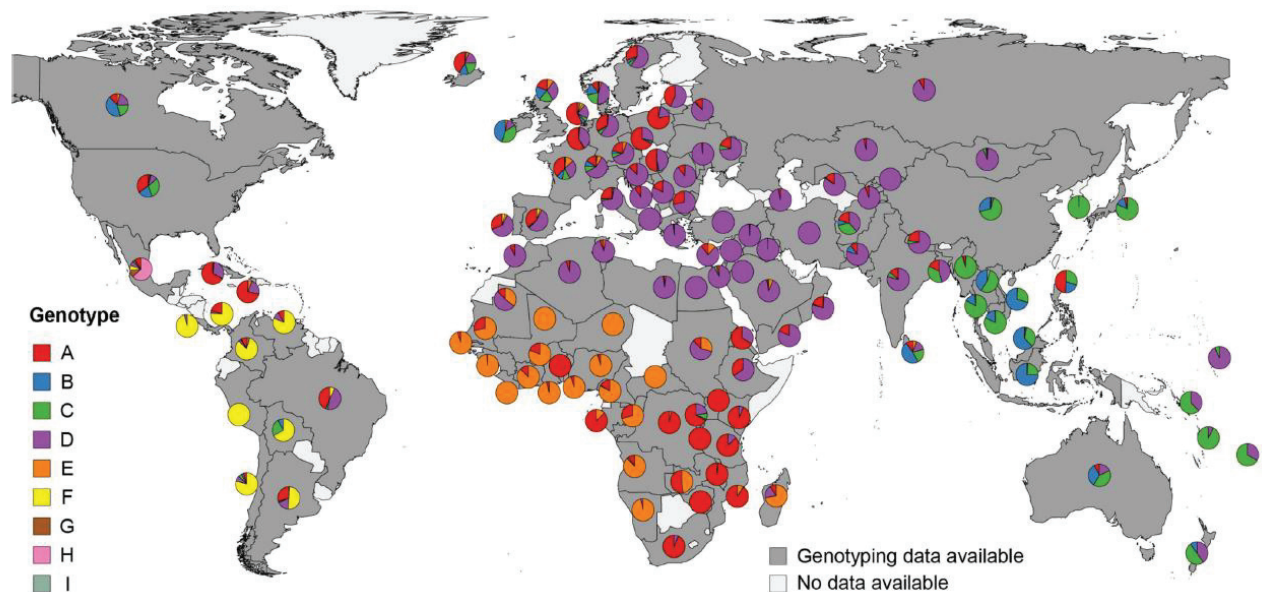 Genotype
A
B
C
D
E
F
G
H
I
Genotyping data available
No data available